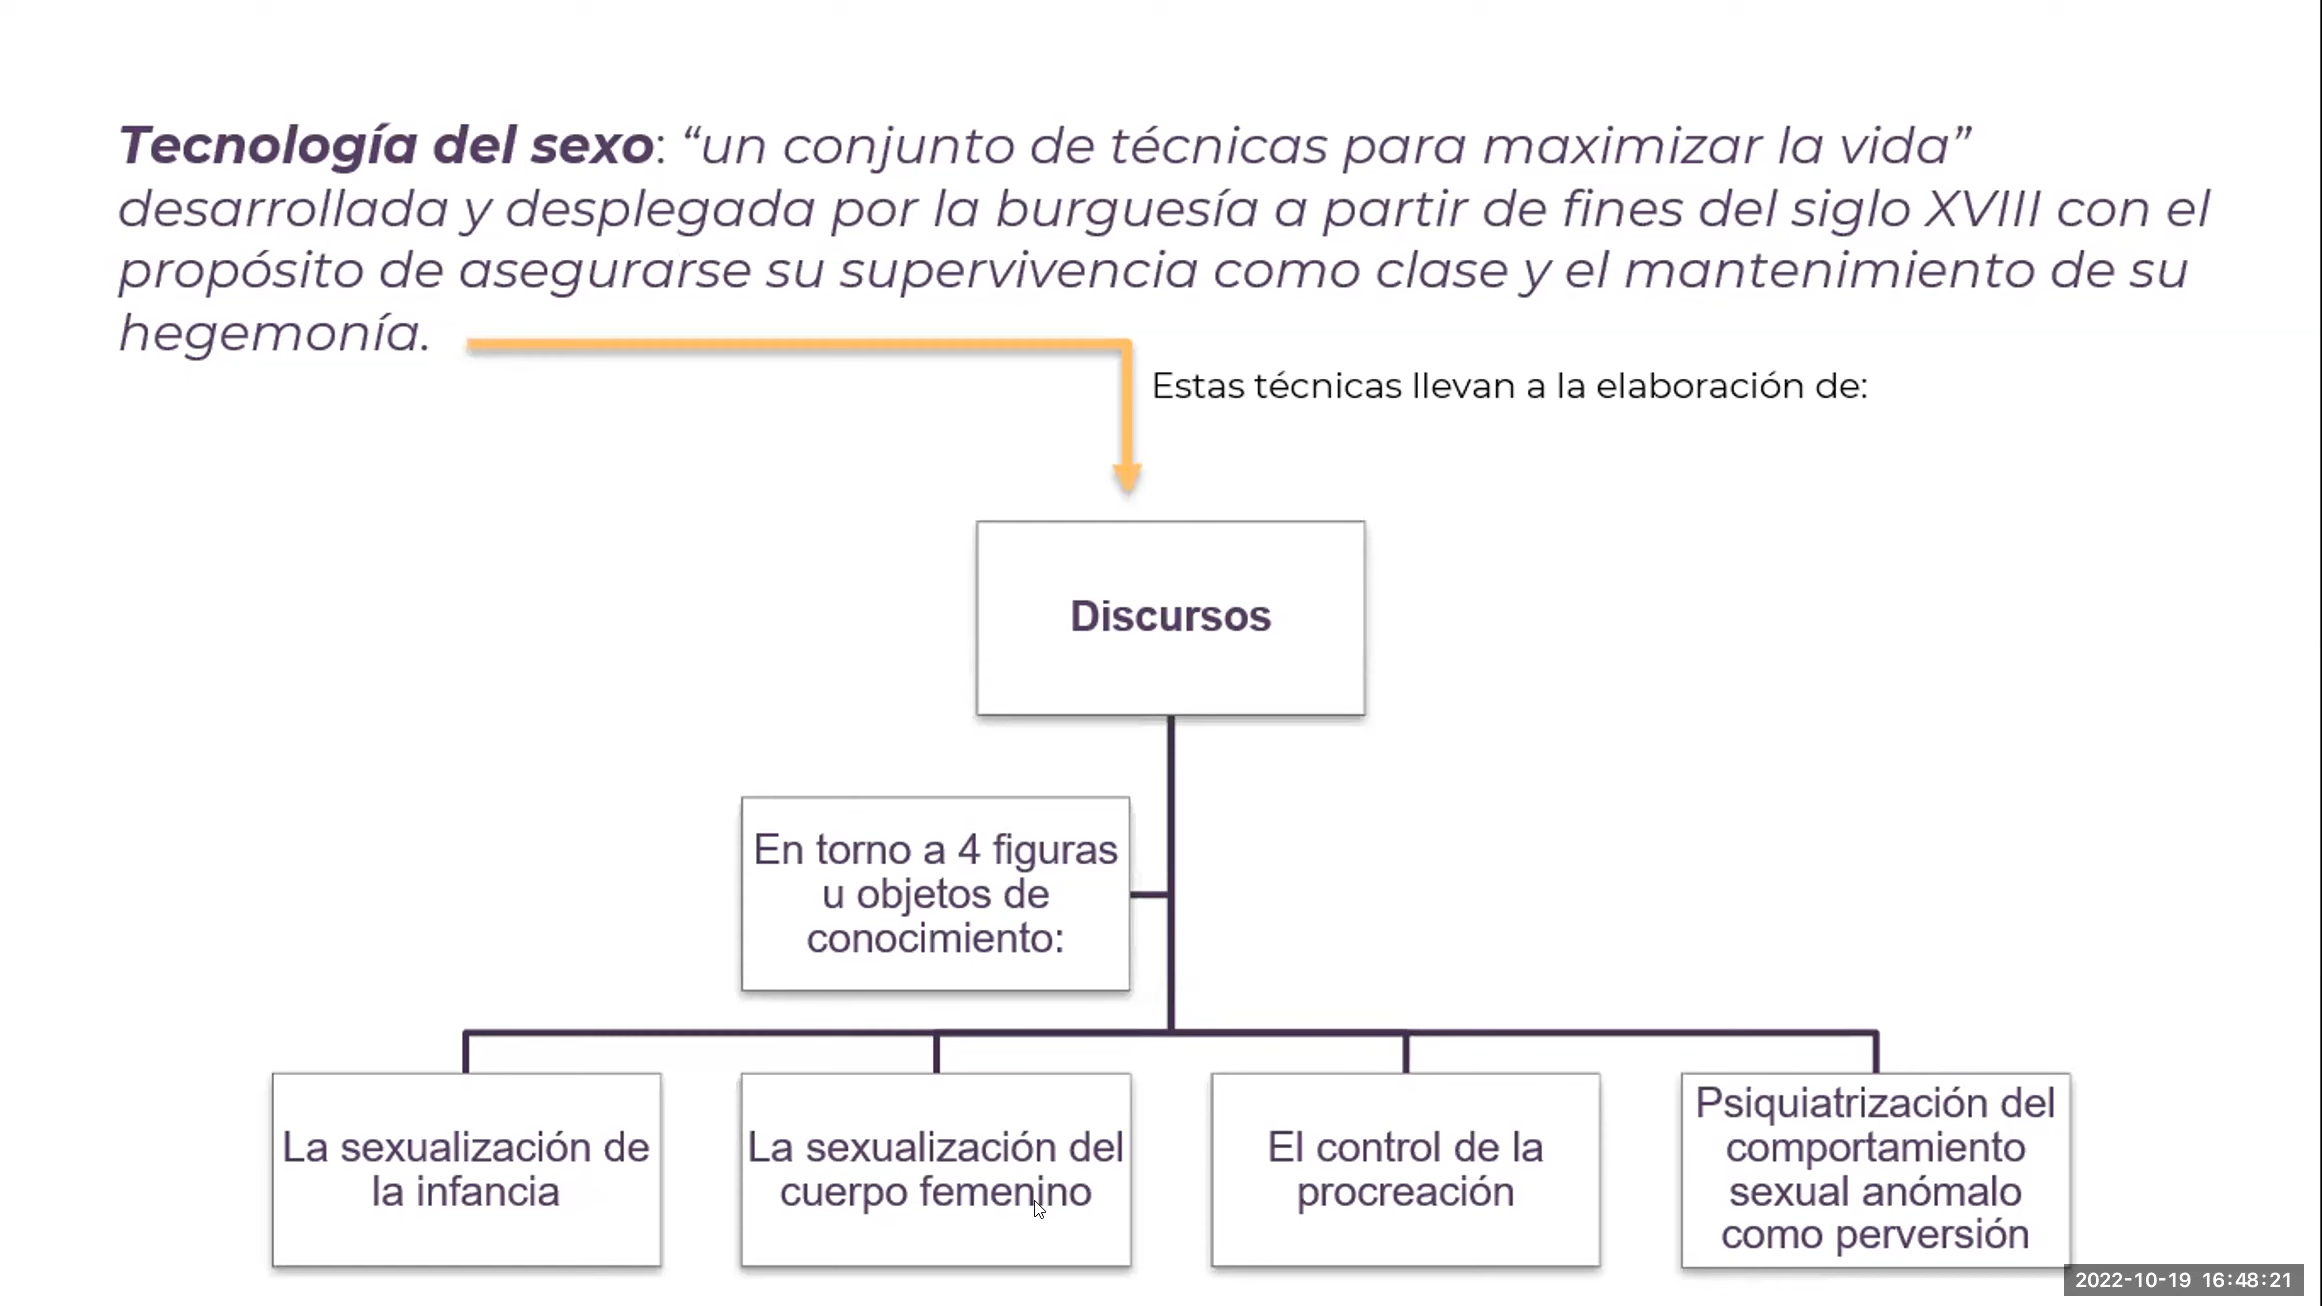 Tecnología del sexo: “un conjunto de técnicas para maximizar la vida”
desarrollada y desplegada por la burguesía a partir de fines del siglo XVIII con el
propósito de asegurarse su supervivencia como clase y el mantenimiento de su
hegemonía.
Estas técnicas llevan a la elaboración de:
Discursos
En torno a 4 figuras
u objetos de
conocimiento:
La sexualización de
la infancia
La sexualización del
cuerpo femenino
El control de la
procreación
Psiquiatrización del
comportamiento
sexual anómalo
como perversión
2022-10-19 16:48:21